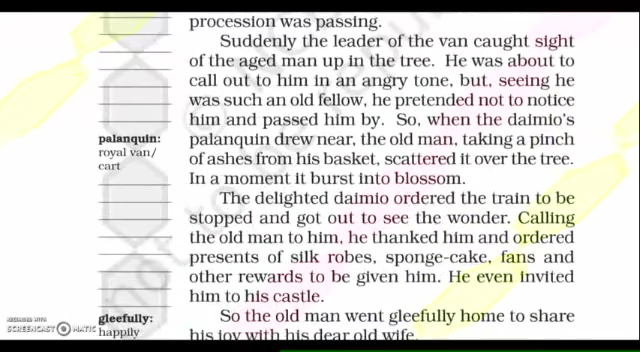 procession was passing.
Suddenly the leader of the van caught sight
of the aged man up in the tree. He was about to
call out to him in an angry tone, but, seeing he
was such an old fellow, he pretended not to notice
him and passed him by. So, when the daimio's
palanquin drew near, the old man, taking a pinch
of ashes from his basket, scattered it over the tree.
In a moment it burst into blossom.
The delighted daimio ordered the train to be
stopped and got out to see the wonder. Calling
the old man to him, he thanked him and ordered
presents of silk robes, sponge-cake, fans and
other rewards to be given him. He even invited
him to his castle.
So the old man went gleefully home to share
his joy with his dear old wife.
palanquin:
royal van/
cart
gleefully:
happily
RECORDED WITH
SCREENCAST MATIC